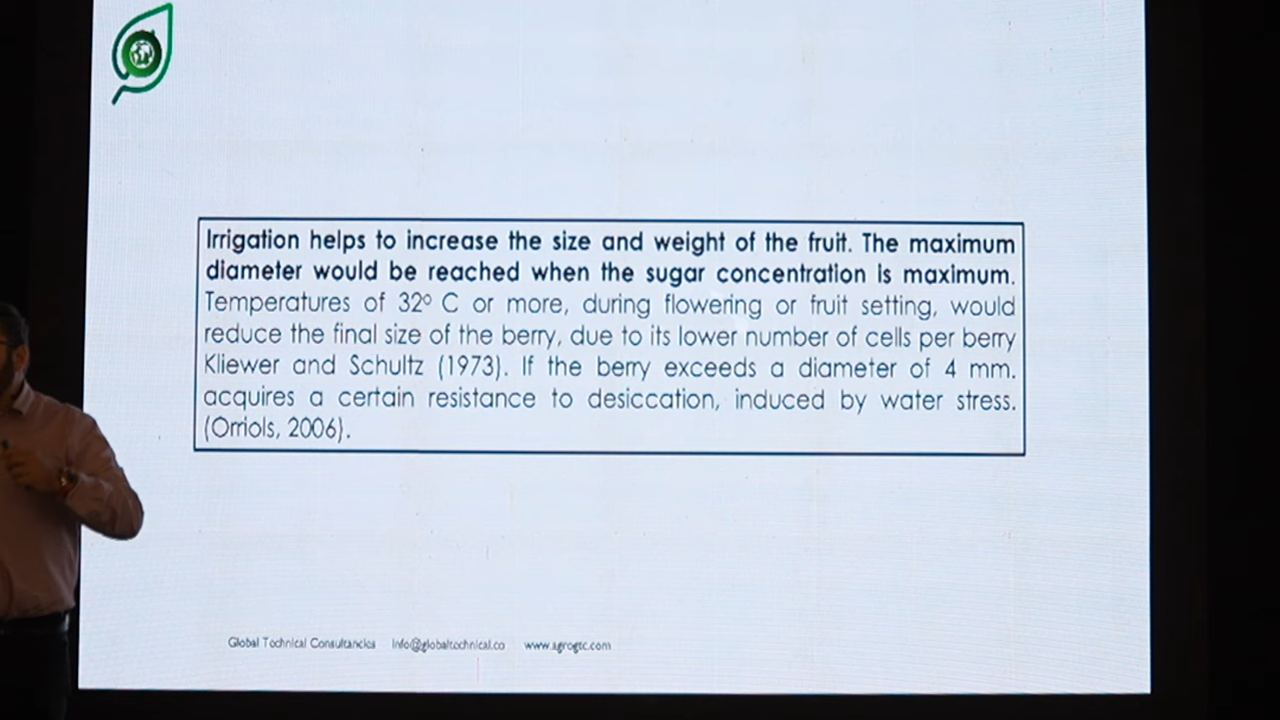 Irrigation helps to increase the size and weight of the fruit. The maximum
diameter would be reached when the sugar concentration is maximum.
Temperatures of 32º C or more, during flowering or fruit setting, would
reduce the final size of the berry, due to its lower number of cells per berry
Kliewer and Schultz (1973). If the berry exceeds a diameter of 4 mm.
acquires a certain resistance to desiccation, induced by water stress.
(Orriols, 2006).
Global Technical Consultancies info@globaltechnical.co www.agrogtc.com